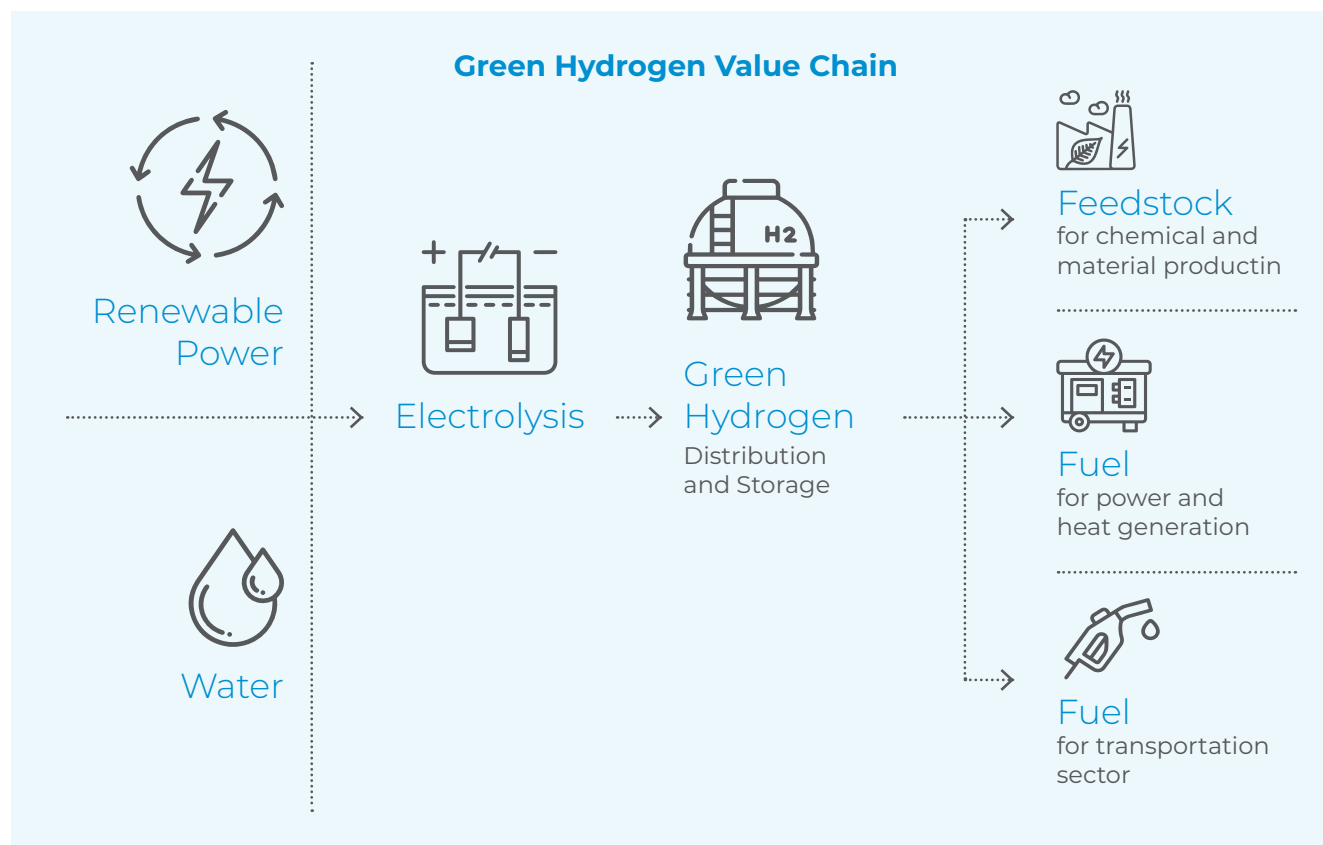 Green Hydrogen Value Chain
Renewable
Power
Water
+
−
Electrolysis
H2
Green
Hydrogen
Distribution
and Storage
Feedstock
for chemical and
material productin
Fuel
for power and
heat generation
Fuel
for transportation
sector